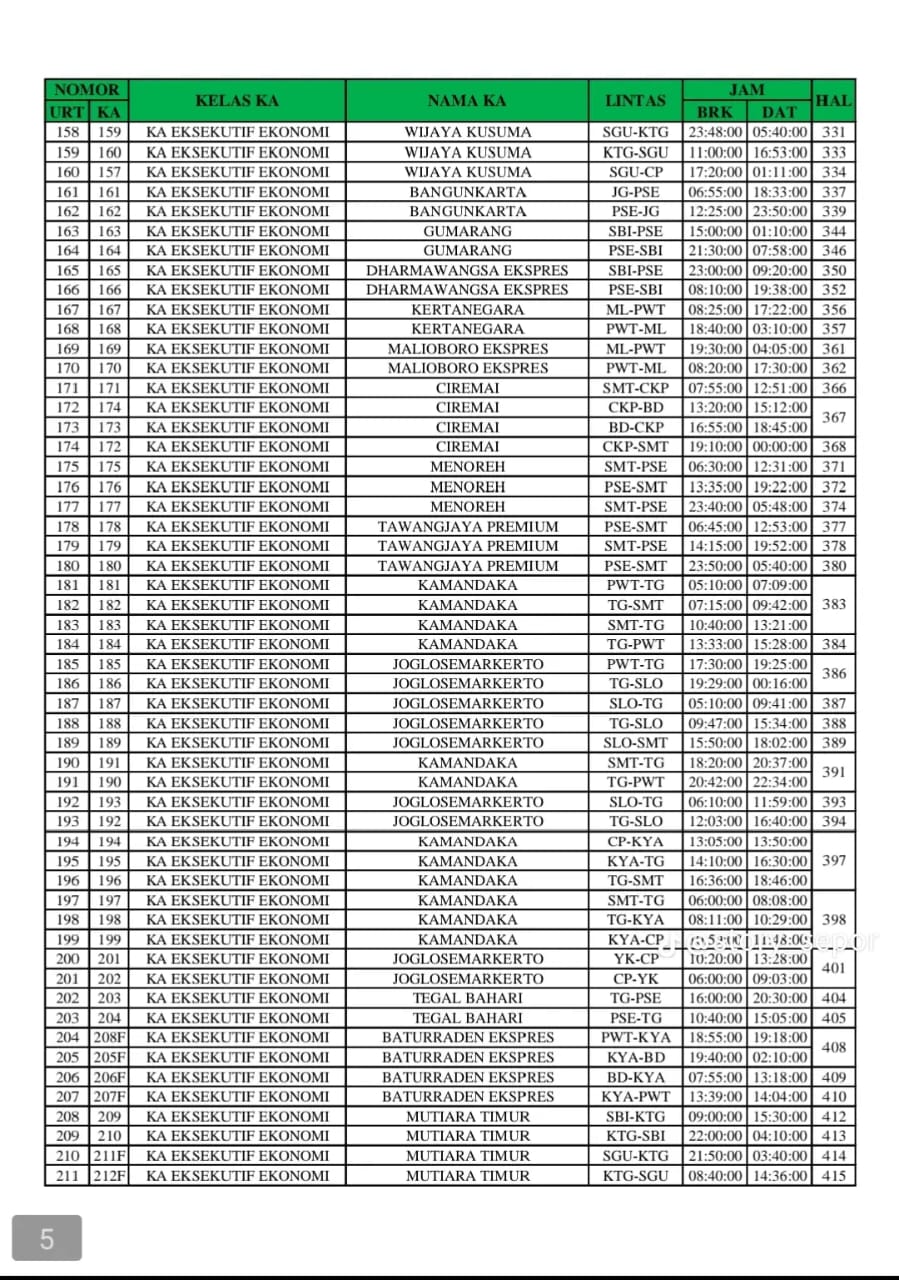 NOMOR KELAS KA NAMA KA LINTAS JAM HAL
URT KA BRK DAT
158 159 KA EKSEKUTIF EKONOMI WIJAYA KUSUMA SGU-KTG 23:48:00 05:40:00 331
159 160 KA EKSEKUTIF EKONOMI WIJAYA KUSUMA KTG-SGU 11:00:00 16:53:00 333
160 157 KA EKSEKUTIF EKONOMI WIJAYA KUSUMA SGU-CP 17:20:00 01:11:00 334
161 161 KA EKSEKUTIF EKONOMI BANGUNKARTA JG-PSE 06:55:00 18:33:00 337
162 162 KA EKSEKUTIF EKONOMI BANGUNKARTA PSE-JG 12:25:00 23:50:00 339
163 163 KA EKSEKUTIF EKONOMI GUMARANG SBI-PSE 15:00:00 01:10:00 344
164 164 KA EKSEKUTIF EKONOMI GUMARANG PSE-SBI 21:30:00 07:58:00 346
165 165 KA EKSEKUTIF EKONOMI DHARMAWANGSA EKSPRES SBI-PSE 23:00:00 09:20:00 350
166 166 KA EKSEKUTIF EKONOMI DHARMAWANGSA EKSPRES PSE-SBI 08:10:00 19:38:00 352
167 167 KA EKSEKUTIF EKONOMI KERTANEGARA ML-PWT 08:25:00 17:22:00 356
168 168 KA EKSEKUTIF EKONOMI KERTANEGARA PWT-ML 18:40:00 03:10:00 357
169 169 KA EKSEKUTIF EKONOMI MALIOBORO EKSPRES ML-PWT 19:30:00 04:05:00 361
170 170 KA EKSEKUTIF EKONOMI MALIOBORO EKSPRES PWT-ML 08:20:00 17:30:00 362
171 171 KA EKSEKUTIF EKONOMI CIREMAI SMT-CKP 07:55:00 12:51:00 366
172 174 KA EKSEKUTIF EKONOMI CIREMAI CKP-BD 13:20:00 15:12:00 367
173 173 KA EKSEKUTIF EKONOMI CIREMAI BD-CKP 16:55:00 18:45:00
174 172 KA EKSEKUTIF EKONOMI CIREMAI CKP-SMT 19:10:00 00:00:00 368
175 175 KA EKSEKUTIF EKONOMI MENOREH SMT-PSE 06:30:00 12:31:00 371
176 176 KA EKSEKUTIF EKONOMI MENOREH PSE-SMT 13:35:00 19:22:00 372
177 177 KA EKSEKUTIF EKONOMI MENOREH SMT-PSE 23:40:00 05:48:00 374
178 178 KA EKSEKUTIF EKONOMI TAWANGJAYA PREMIUM PSE-SMT 06:45:00 12:53:00 377
179 179 KA EKSEKUTIF EKONOMI TAWANGJAYA PREMIUM SMT-PSE 14:15:00 19:52:00 378
180 180 KA EKSEKUTIF EKONOMI TAWANGJAYA PREMIUM PSE-SMT 23:50:00 05:40:00 380
181 181 KA EKSEKUTIF EKONOMI KAMANDAKA PWT-TG 05:10:00 07:09:00
182 182 KA EKSEKUTIF EKONOMI KAMANDAKA TG-SMT 07:15:00 09:42:00 383
183 183 KA EKSEKUTIF EKONOMI KAMANDAKA SMT-TG 10:40:00 13:21:00
184 184 KA EKSEKUTIF EKONOMI KAMANDAKA TG-PWT 13:33:00 15:28:00 384
185 185 KA EKSEKUTIF EKONOMI JOGLOSEMARKERTO PWT-TG 17:30:00 19:25:00 386
186 186 KA EKSEKUTIF EKONOMI JOGLOSEMARKERTO TG-SLO 19:29:00 00:16:00
187 187 KA EKSEKUTIF EKONOMI JOGLOSEMARKERTO SLO-TG 05:10:00 09:41:00 387
188 188 KA EKSEKUTIF EKONOMI JOGLOSEMARKERTO TG-SLO 09:47:00 15:34:00 388
189 189 KA EKSEKUTIF EKONOMI JOGLOSEMARKERTO SLO-SMT 15:50:00 18:02:00 389
190 191 KA EKSEKUTIF EKONOMI KAMANDAKA SMT-TG 18:20:00 20:37:00 391
191 190 KA EKSEKUTIF EKONOMI KAMANDAKA TG-PWT 20:42:00 22:34:00
192 193 KA EKSEKUTIF EKONOMI JOGLOSEMARKERTO SLO-TG 06:10:00 11:59:00 393
193 192 KA EKSEKUTIF EKONOMI JOGLOSEMARKERTO TG-SLO 12:03:00 16:40:00 394
194 194 KA EKSEKUTIF EKONOMI KAMANDAKA CP-KYA 13:05:00 13:50:00
195 195 KA EKSEKUTIF EKONOMI KAMANDAKA KYA-TG 14:10:00 16:30:00 397
196 196 KA EKSEKUTIF EKONOMI KAMANDAKA TG-SMT 16:36:00 18:46:00
197 197 KA EKSEKUTIF EKONOMI KAMANDAKA SMT-TG 06:00:00 08:08:00
198 198 KA EKSEKUTIF EKONOMI KAMANDAKA TG-KYA 08:11:00 10:29:00 398
199 199 KA EKSEKUTIF EKONOMI KAMANDAKA KYA-CP
200 201 KA EKSEKUTIF EKONOMI JOGLOSEMARKERTO YK-CP 10:20:00 13:28:00 401
201 202 KA EKSEKUTIF EKONOMI JOGLOSEMARKERTO CP-YK 06:00:00 09:03:00
202 203 KA EKSEKUTIF EKONOMI TEGAL BAHARI TG-PSE 16:00:00 20:30:00 404
203 204 KA EKSEKUTIF EKONOMI TEGAL BAHARI PSE-TG 10:40:00 15:05:00 405
204 208F KA EKSEKUTIF EKONOMI BATURRADEN EKSPRES PWT-KYA 18:55:00 19:18:00 408
205 205F KA EKSEKUTIF EKONOMI BATURRADEN EKSPRES KYA-BD 19:40:00 02:10:00
206 206F KA EKSEKUTIF EKONOMI BATURRADEN EKSPRES BD-KYA 07:55:00 13:18:00 409
207 207F KA EKSEKUTIF EKONOMI BATURRADEN EKSPRES KYA-PWT 13:39:00 14:04:00 410
208 209 KA EKSEKUTIF EKONOMI MUTIARA TIMUR SBI-KTG 09:00:00 15:30:00 412
209 210 KA EKSEKUTIF EKONOMI MUTIARA TIMUR KTG-SBI 22:00:00 04:10:00 413
210 211F KA EKSEKUTIF EKONOMI MUTIARA TIMUR SGU-KTG 21:50:00 03:40:00 414
211 212F KA EKSEKUTIF EKONOMI MUTIARA TIMUR KTG-SGU 08:40:00 14:36:00 415
5